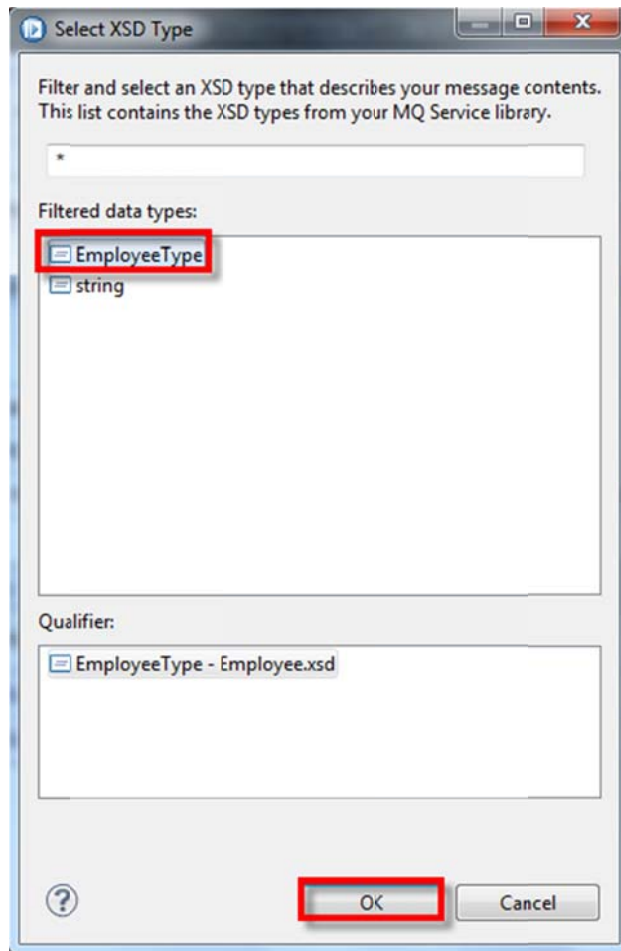 Select XSD Type
Filter and select an XSD type that describes your message contents.
This list contains the XSD types from your MQ Service library.
*
Filtered data types:
EmployeeType
string
Qualifier:
EmployeeType - Employee.xsd
?
OK
Cancel